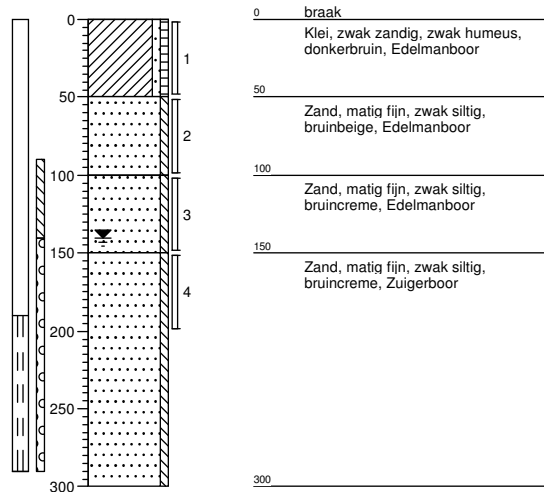 0
50
100
150
200
250
300
1
2
3
4
0
braak
Klei, zwak zandig, zwak humeus,
donkerbruin, Edelmanboor
50
Zand, matig fijn, zwak siltig,
bruinbeige, Edelmanboor
100
Zand, matig fijn, zwak siltig,
bruincreme, Edelmanboor
150
Zand, matig fijn, zwak siltig,
bruincreme, Zuigerboor
300